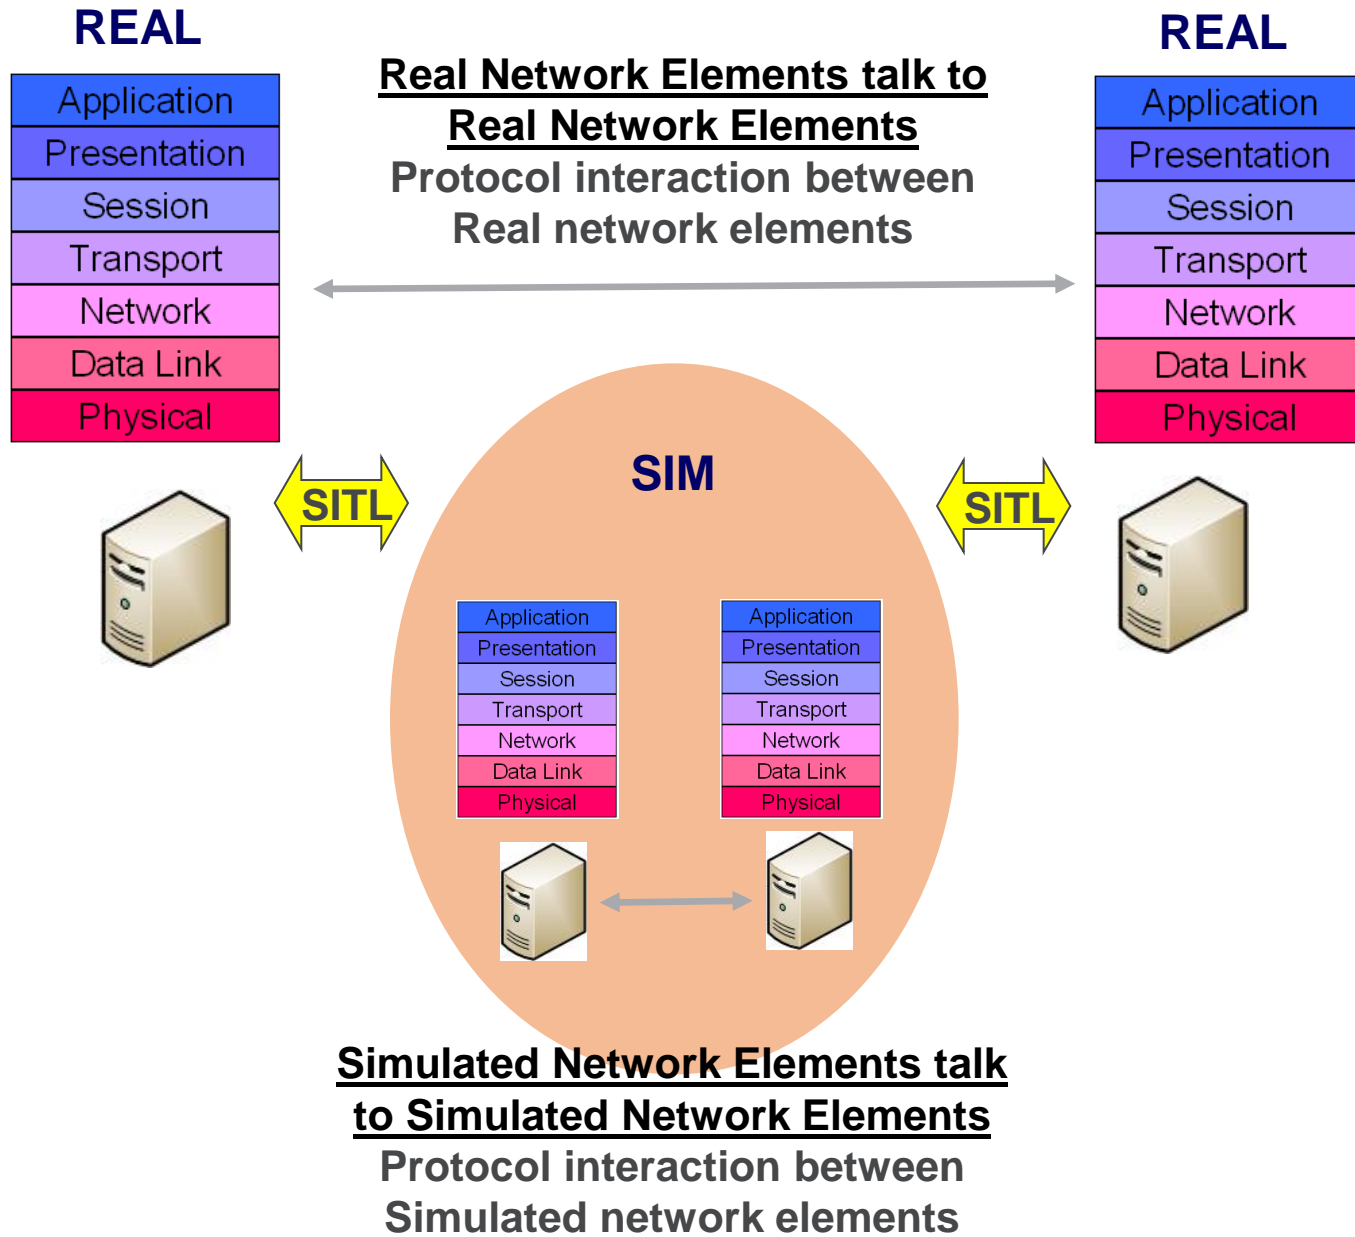 REAL
REAL
Real Network Elements talk to
Real Network Elements
Protocol interaction between
Real network elements
Application
Presentation
Session
Transport
Network
Data Link
Physical
Application
Presentation
Session
Transport
Network
Data Link
Physical
SITL
SIM
SITL
Application
Presentation
Session
Transport
Network
Data Link
Physical
Application
Presentation
Session
Transport
Network
Data Link
Physical
Simulated Network Elements talk
to Simulated Network Elements
Protocol interaction between
Simulated network elements